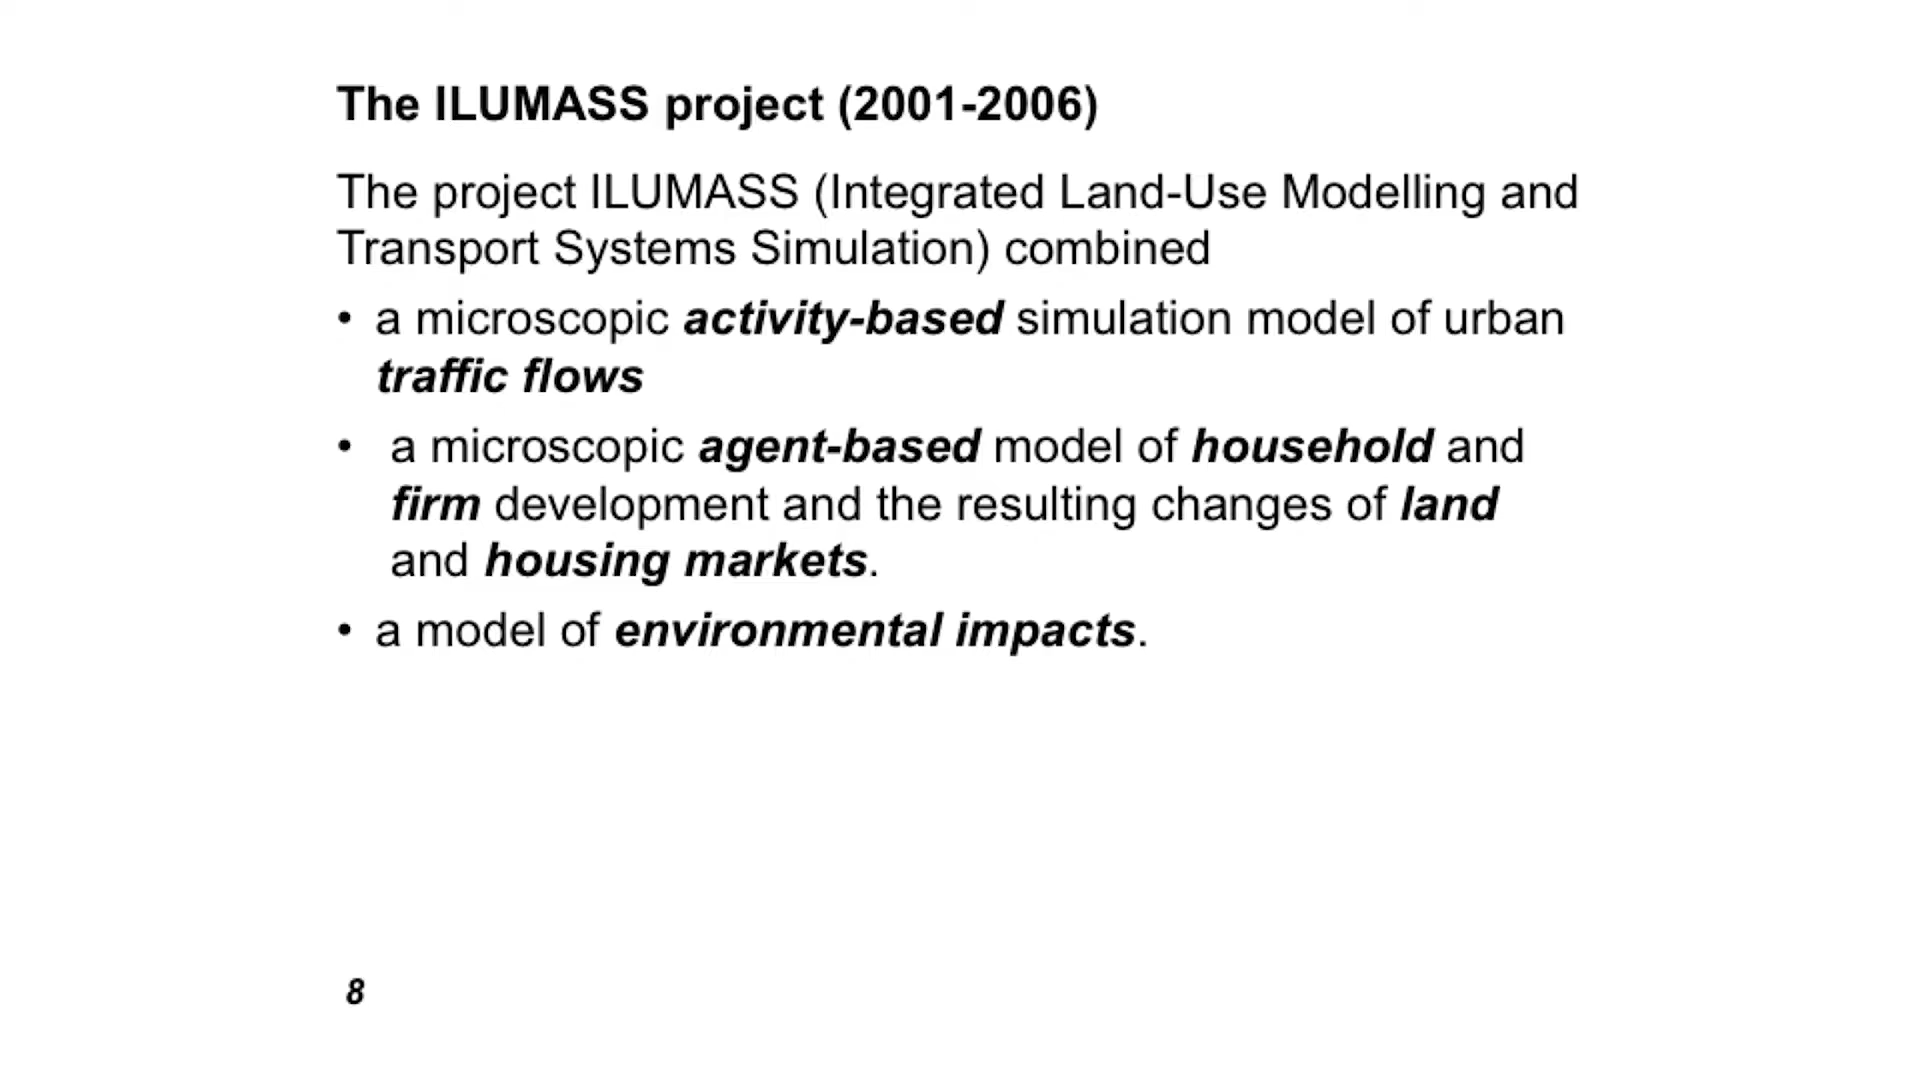 The ILUMASS project (2001-2006)
The project ILUMASS (Integrated Land-Use Modelling and
Transport Systems Simulation) combined
• a microscopic activity-based simulation model of urban
traffic flows
• a microscopic agent-based model of household and
firm development and the resulting changes of land
and housing markets.
• a model of environmental impacts.
8